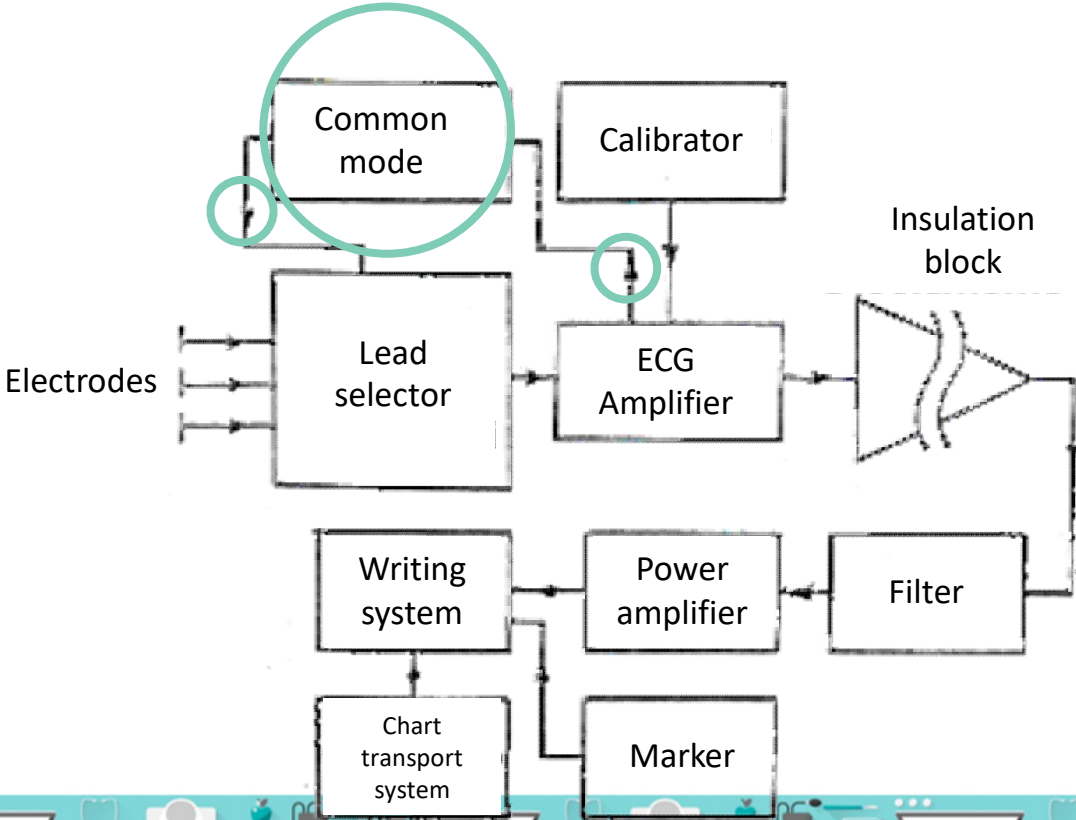 Common
mode
Calibrator
Insulation
block
Electrodes
Lead
selector
ECG
Amplifier
Writing
system
Power
amplifier
Filter
Chart
transport
system
Marker